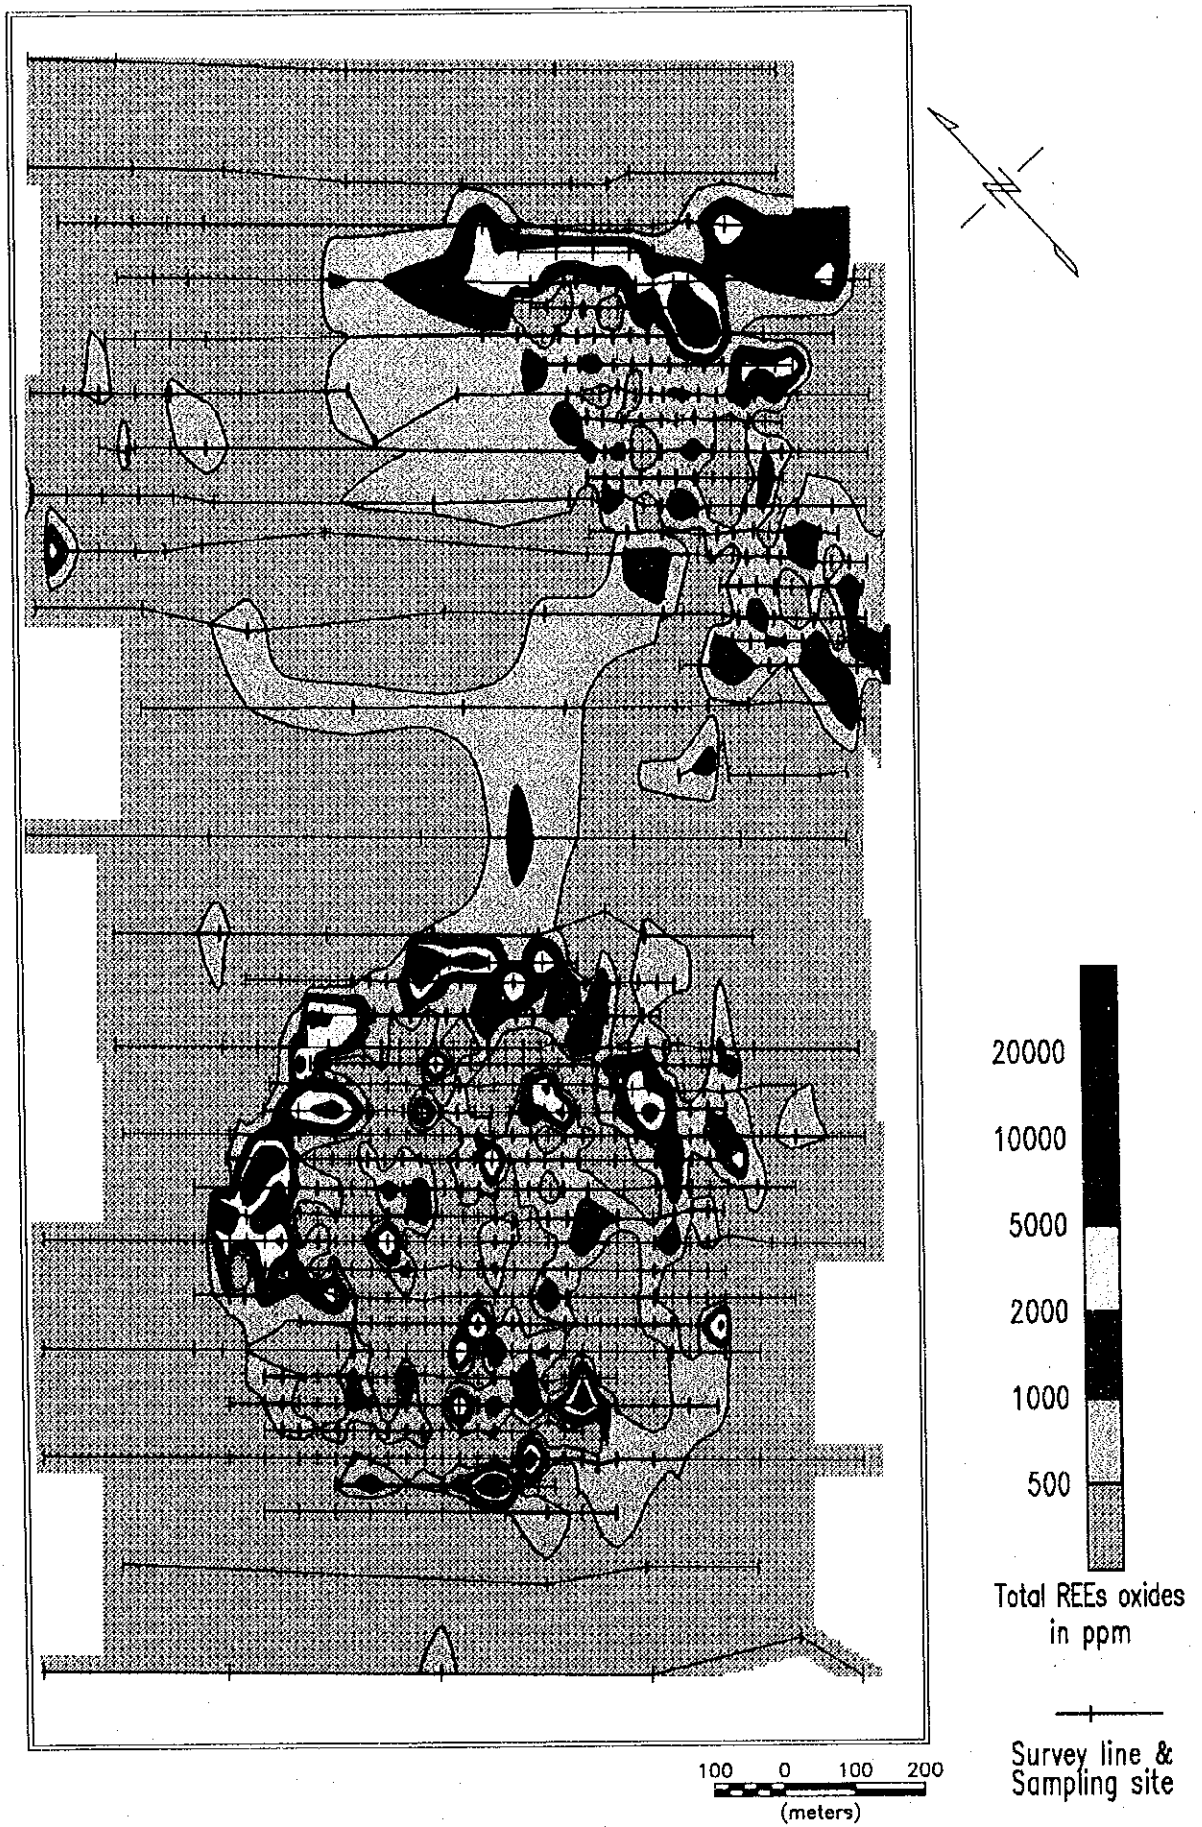 20000
10000
5000
2000
1000
500
Total REEs oxides
in ppm
Survey line &
Sampling site
100 0 100 200
(meters)